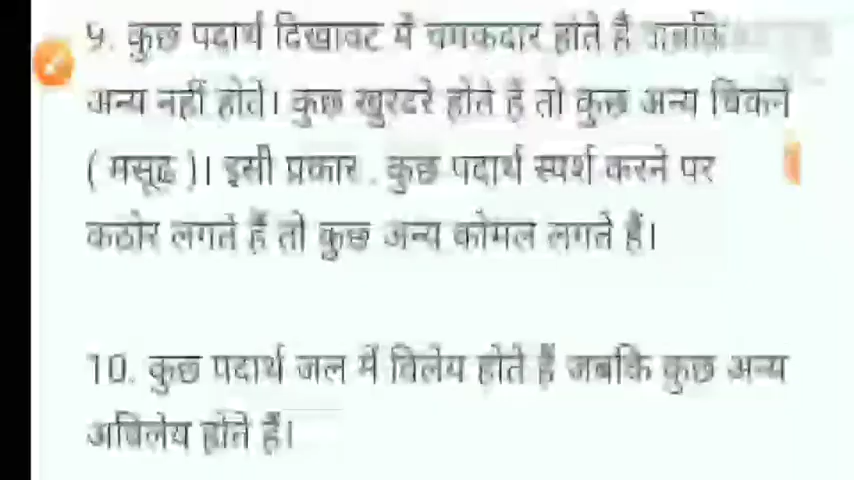 9. कुछ पदार्थ दिखावट में चमकदार होते हैं जबकि
अन्य नहीं होते। कुछ खुरदरे होते हैं तो कुछ अन्य चिकने
( मसृढ )। इसी प्रकार , कुछ पदार्थ स्पर्श करने पर
कठोर लगते हैं तो कुछ अन्य कोमल लगते हैं।
10. कुछ पदार्थ जल में विलेय होते हैं जबकि कुछ अन्य
अविलेय होते हैं।